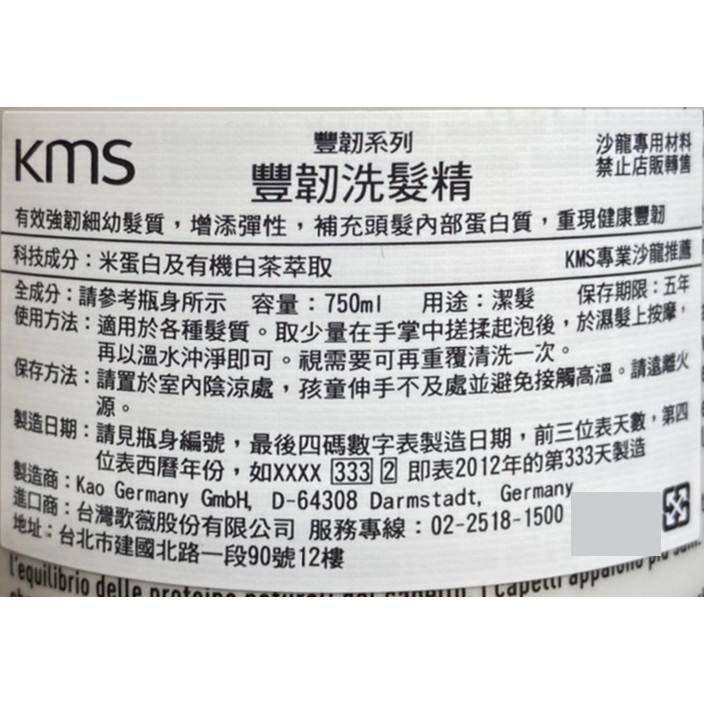 kms
豐韌系列
豐韌洗髮精
沙龍專用材料
禁止店販轉售
有效強韌細幼髮質，增添彈性，補充頭髮內部蛋白質，重現健康豐韌
科技成分：米蛋白及有機白茶萃取 KMS專業沙龍推薦
全成分：請參考瓶身所示 容量：750ml 用途：潔髮 保存期限：五年
使用方法：適用於各種髮質。取少量在手掌中搓揉起泡後，於濕髮上按摩，
再以溫水沖淨即可。視需要可再重覆清洗一次。
保存方法：請置於室內陰涼處，孩童伸手不及處並避免接觸高溫。請遠離火
源。
製造日期：請見瓶身編號，最後四碼數字表製造日期，前三位表天數，第四
位表西曆年份，如XXXX 333 2 即表2012年的第333天製造
製造商：Kao Germany GmbH, D-64308 Darmstadt, Germany
進口商：台灣歌薇股份有限公司 服務專線：02-2518-1500
地址：台北市建國北路一段90號12樓
l'equilibrio delle proteine naturali del capello. I capelli appaiono più sani.